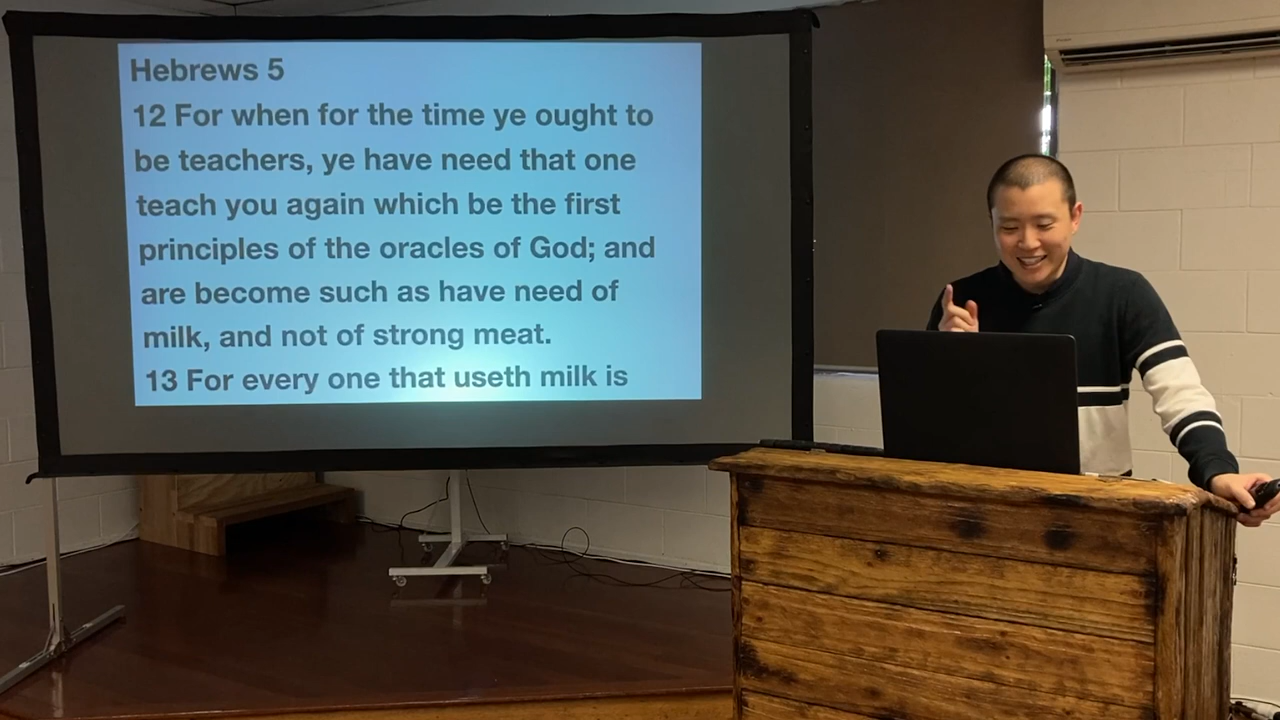 Hebrews 5
12 For when for the time ye ought to
be teachers, ye have need that one
teach you again which be the first
principles of the oracles of God; and
are become such as have need of
milk, and not of strong meat.
13 For every one that useth milk is